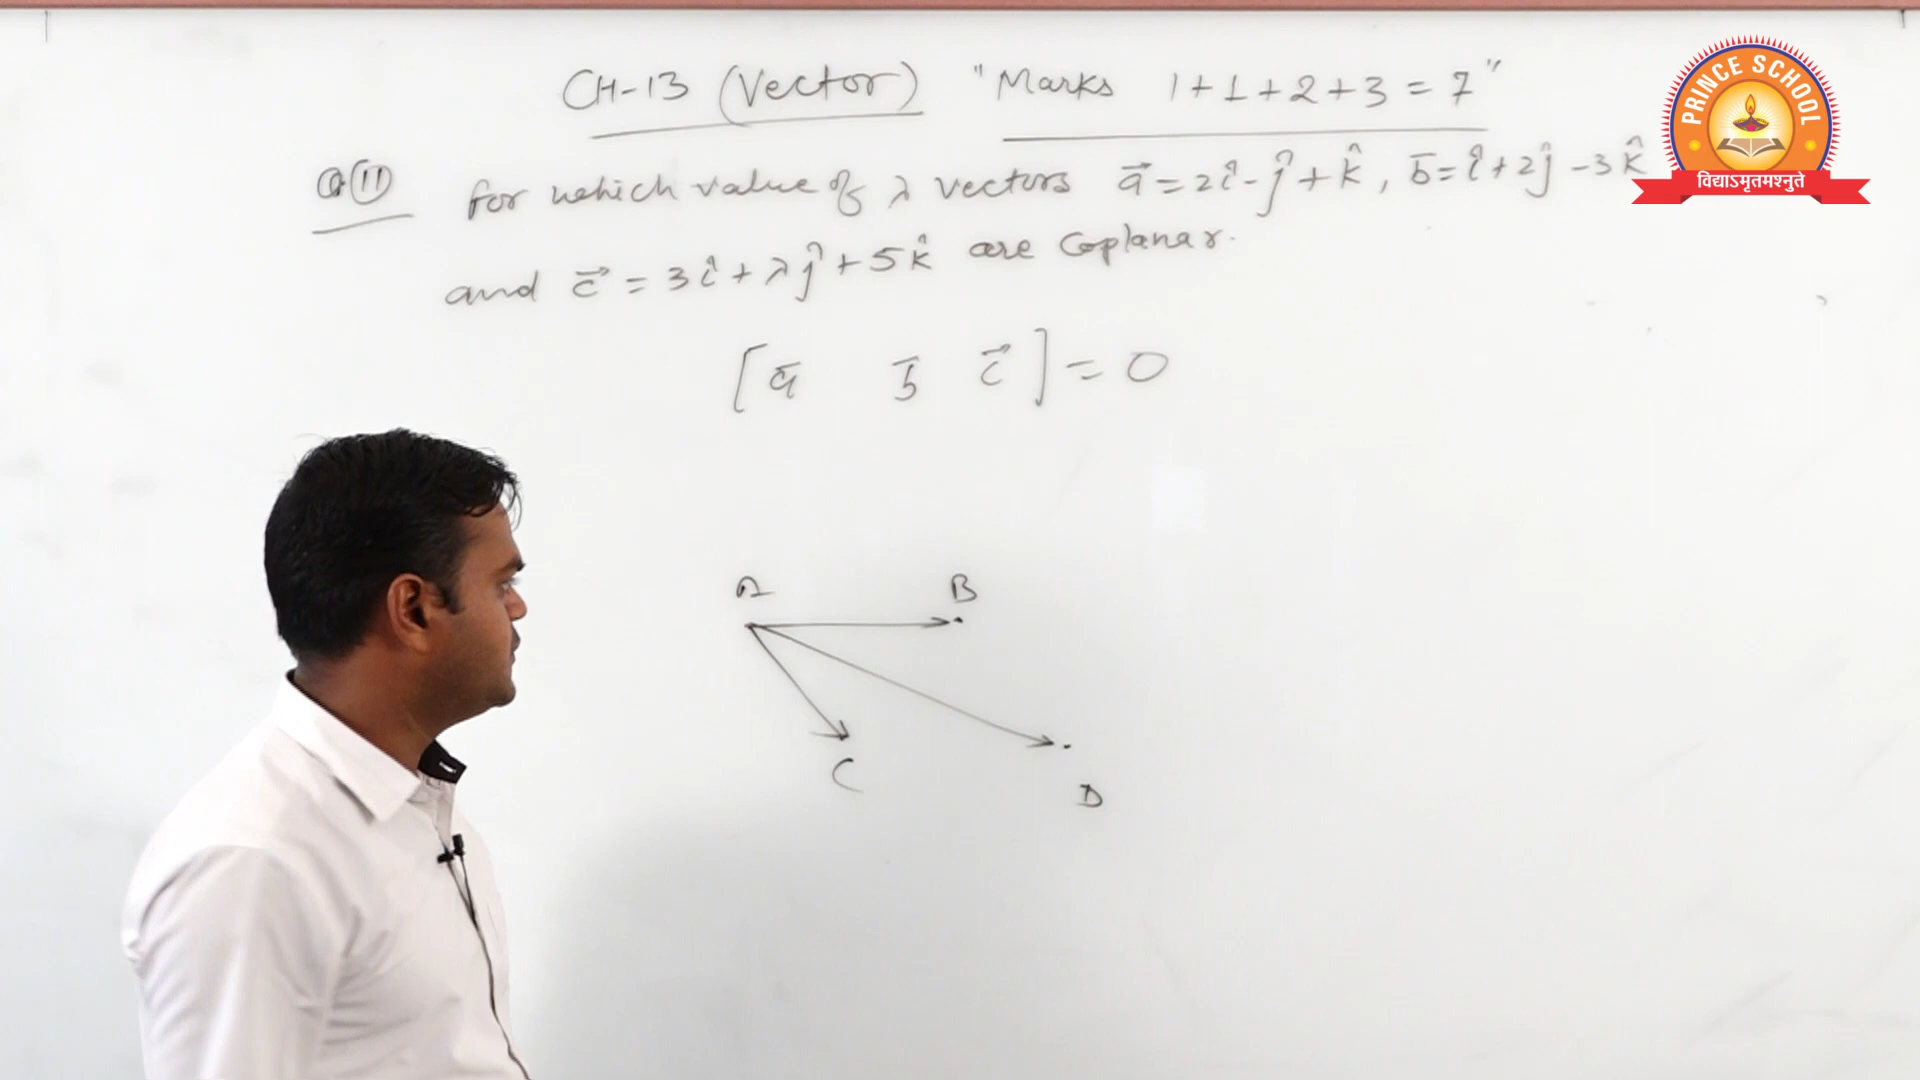 CH-13 (Vector) "Marks 1+1+2+3=7"
PRINCE SCHOOL
विद्याऽमृतमश्नुते
Q.(11) for which value of λ vectors a⃗ = 2î - ĵ + k̂, b̄ = î + 2ĵ - 3k̂
and c⃗ = 3î + λĵ + 5k̂ are Coplanar.
[ā b̄ c⃗] = 0
A B
C
D